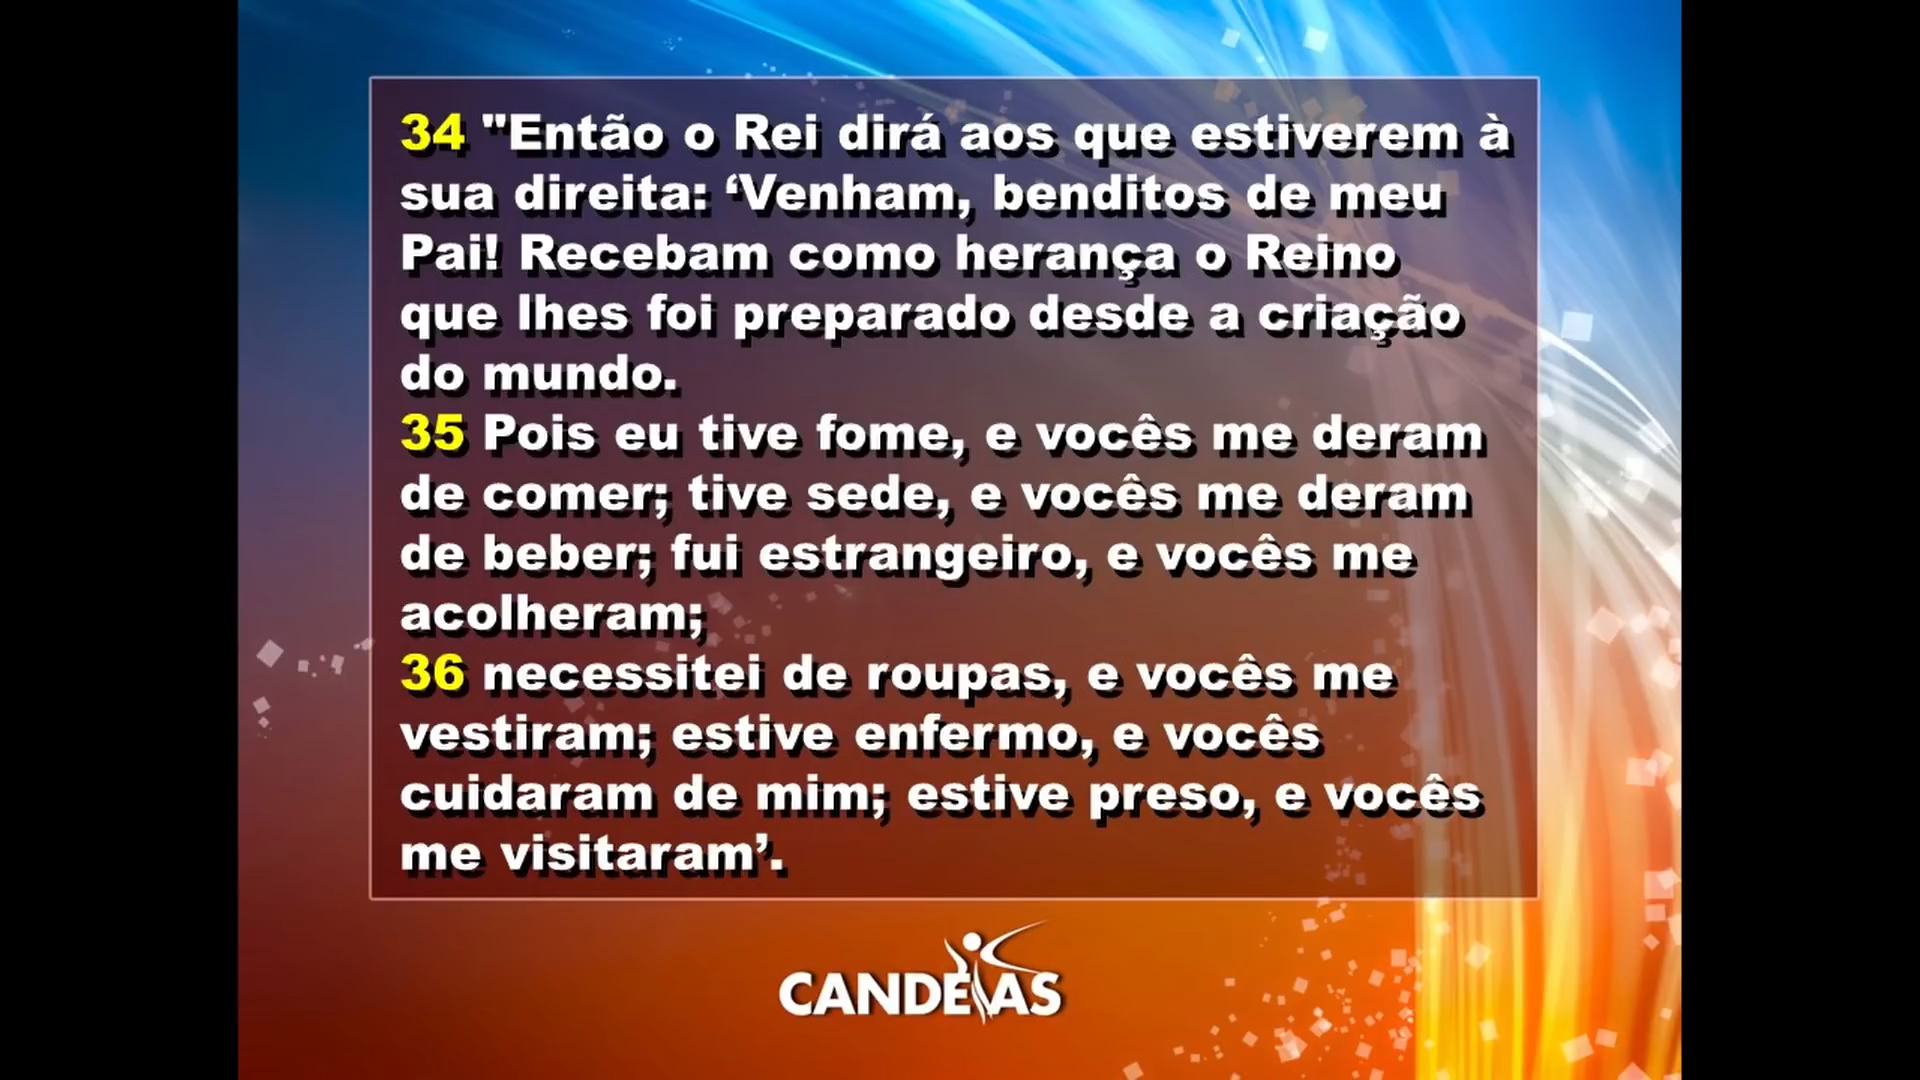 34 "Então o Rei dirá aos que estiverem à
sua direita: ‘Venham, benditos de meu
Pai! Recebam como herança o Reino
que lhes foi preparado desde a criação
do mundo.
35 Pois eu tive fome, e vocês me deram
de comer; tive sede, e vocês me deram
de beber; fui estrangeiro, e vocês me
acolheram;
36 necessitei de roupas, e vocês me
vestiram; estive enfermo, e vocês
cuidaram de mim; estive preso, e vocês
me visitaram’.
CANDEIAS